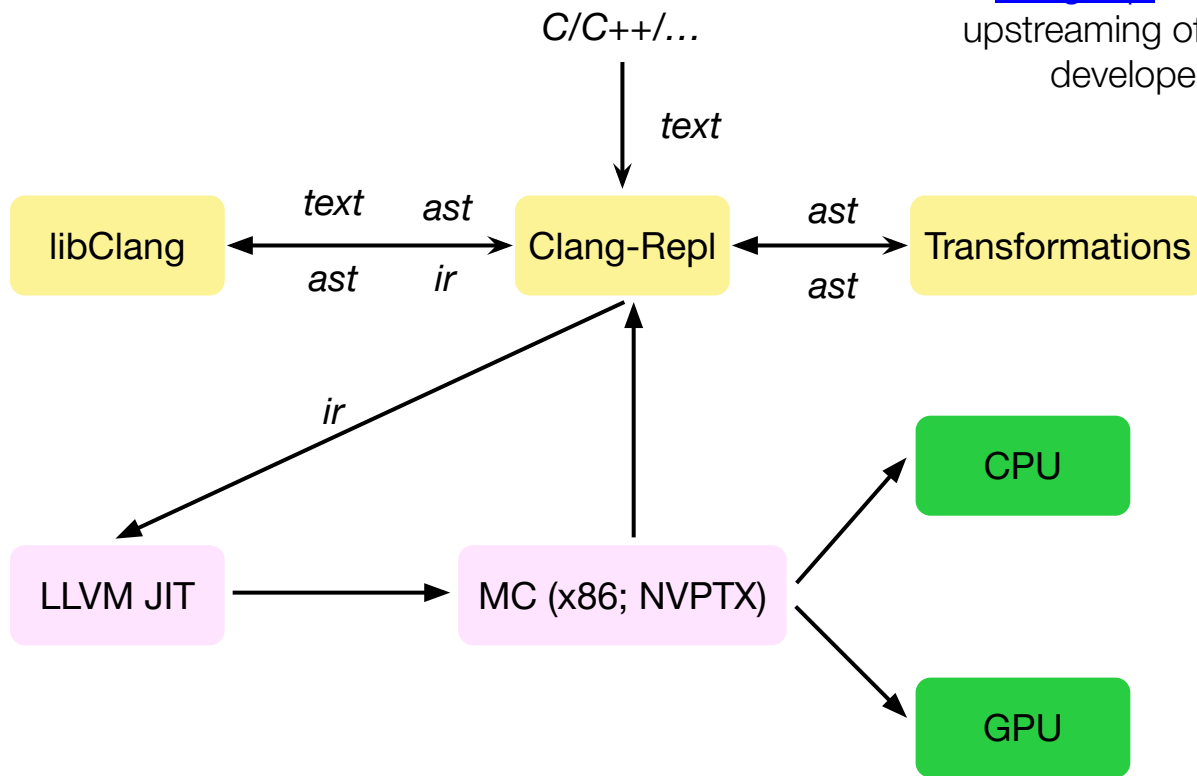 C/C++/…
upstreaming of
develope
text
text
ast
ast
libClang
Clang-Repl
Transformations
ast
ir
ast
ir
CPU
LLVM JIT
MC (x86; NVPTX)
GPU